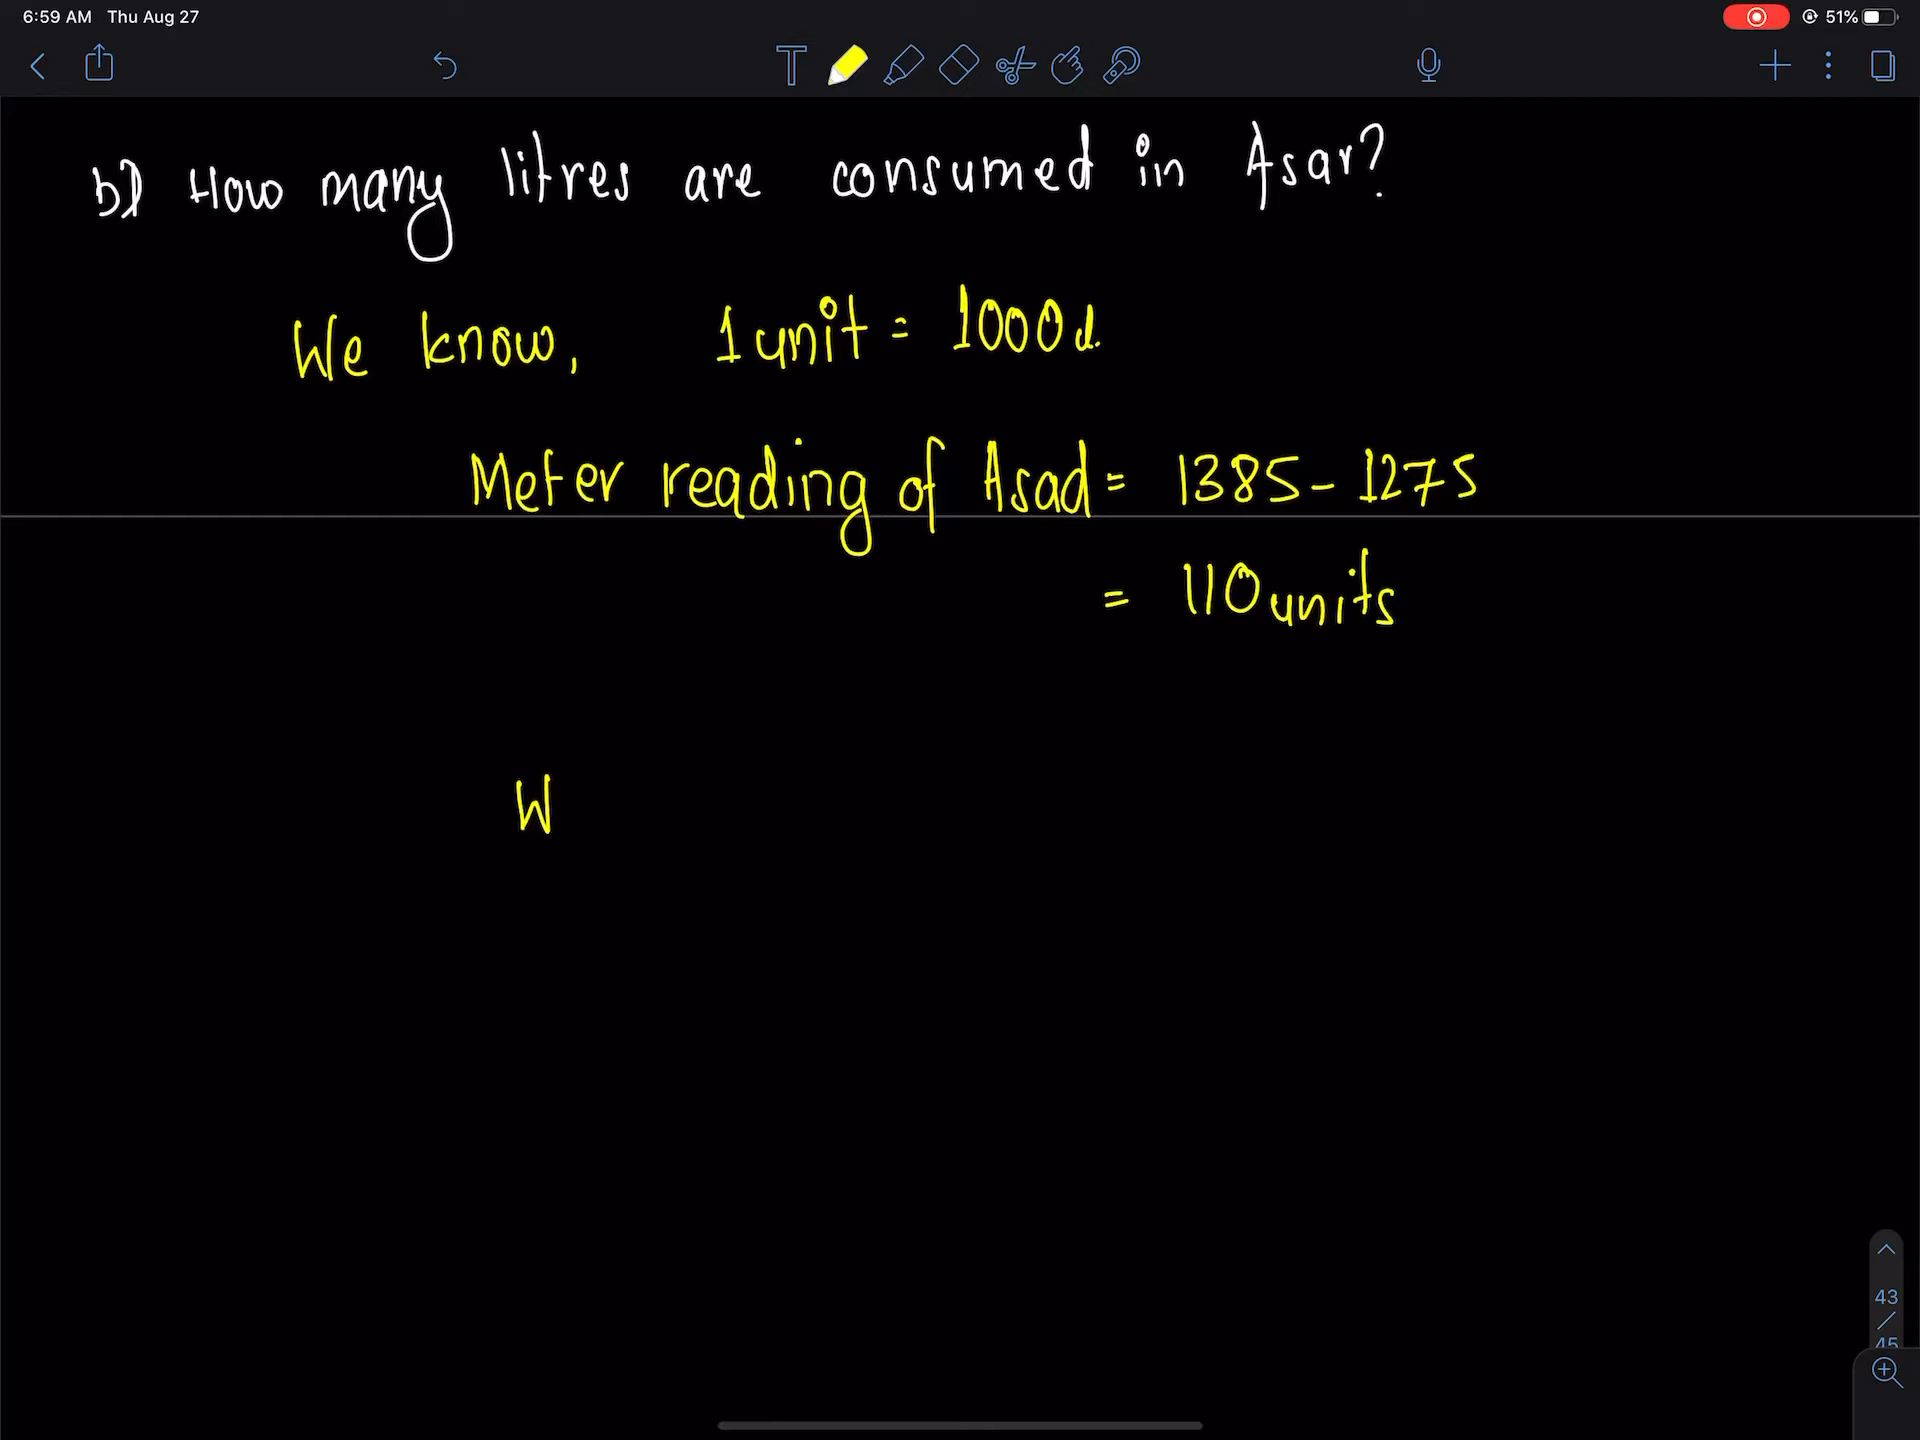 6:59 AM Thu Aug 27
51%
b) How many litres are consumed in Asar?
We know, 1 unit = 1000 l.
Meter reading of Asad = 1385 - 1275
= 110 units
W
43
/
45